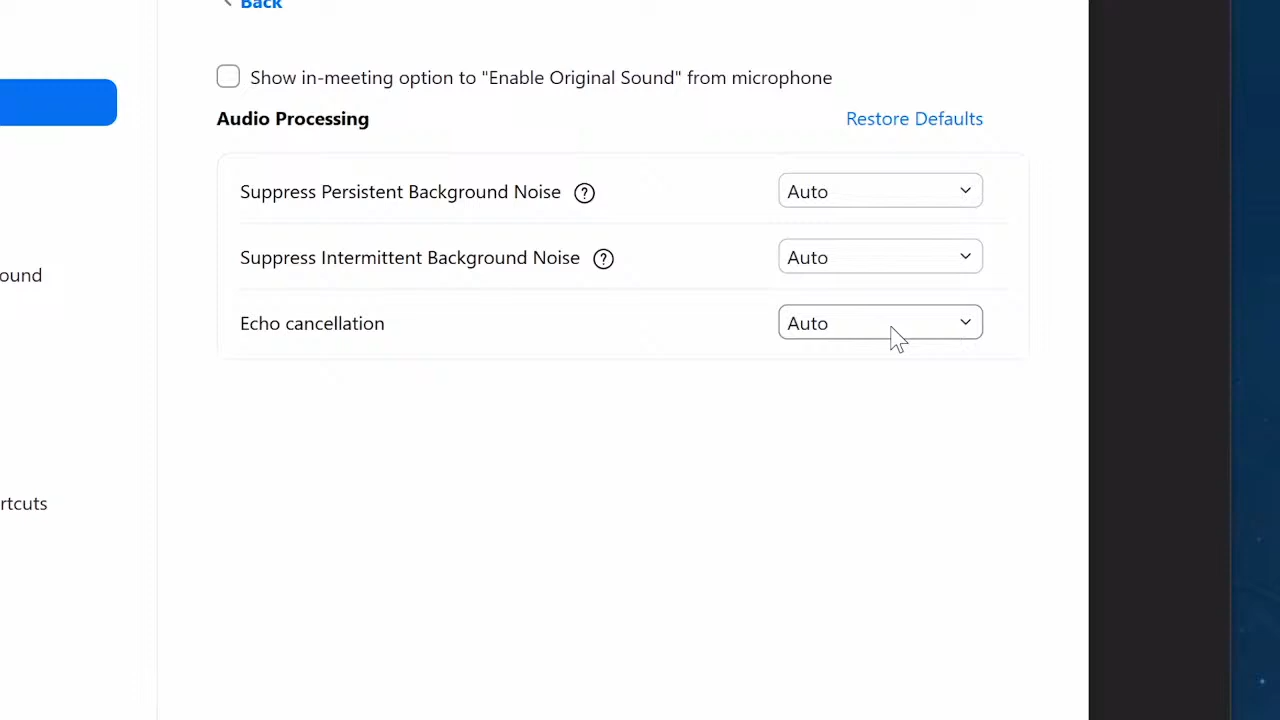 Back
Show in-meeting option to "Enable Original Sound" from microphone
Audio Processing
Restore Defaults
Suppress Persistent Background Noise ?
Auto
ound
Suppress Intermittent Background Noise ?
Auto
Echo cancellation
Auto
rtcuts